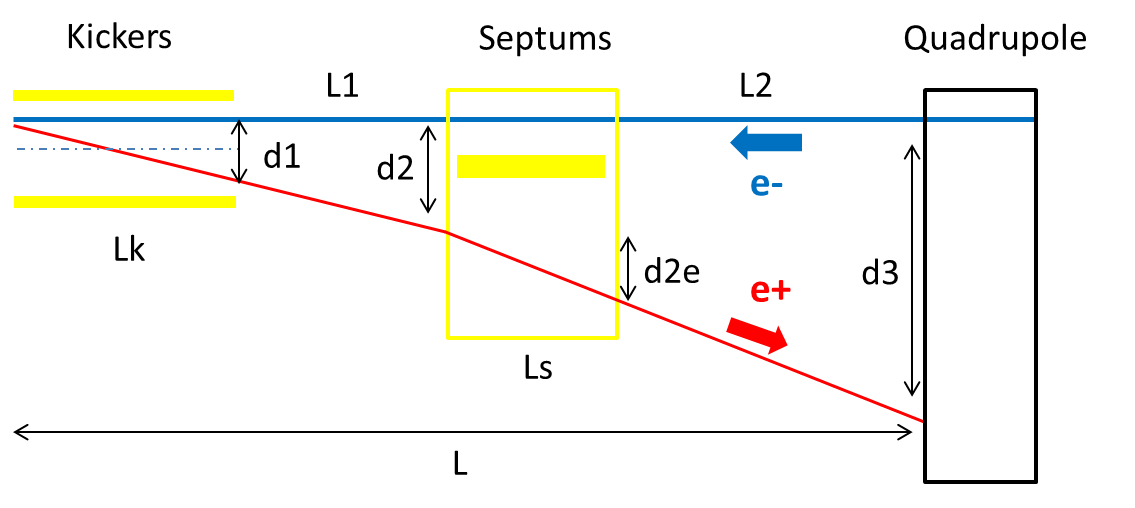 Kickers
Septums
Quadrupole
L1
L2
d1
d2
e-
Lk
d2e
d3
e+
Ls
L